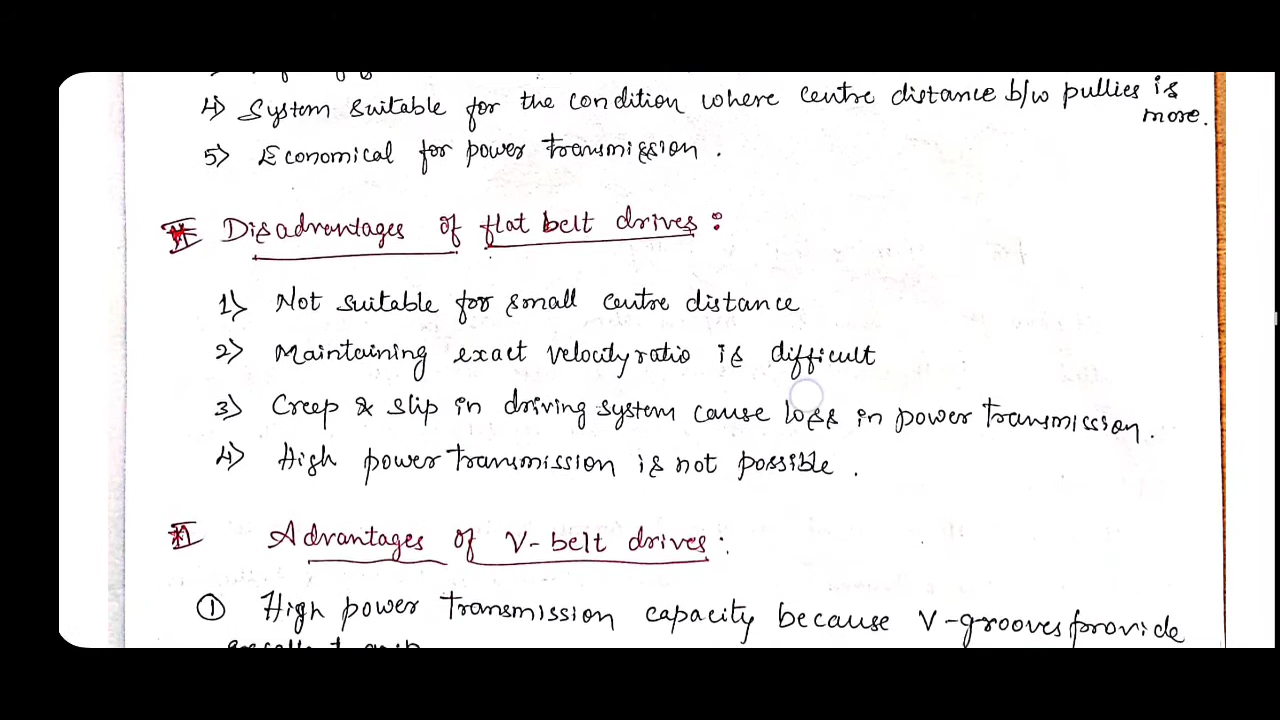 4) System suitable for the condition where centre distance b/w pullies is
more.
5) Economical for power transmission .
Disadvantages of flat belt drives :
1) Not suitable for small centre distance
2) Maintaining exact velocity ratio is difficult
3) Creep & slip in driving system cause loss in power transmission .
4) High power transmission is not possible .
Advantages of V-belt drives :
① High power transmission capacity because V-grooves provide